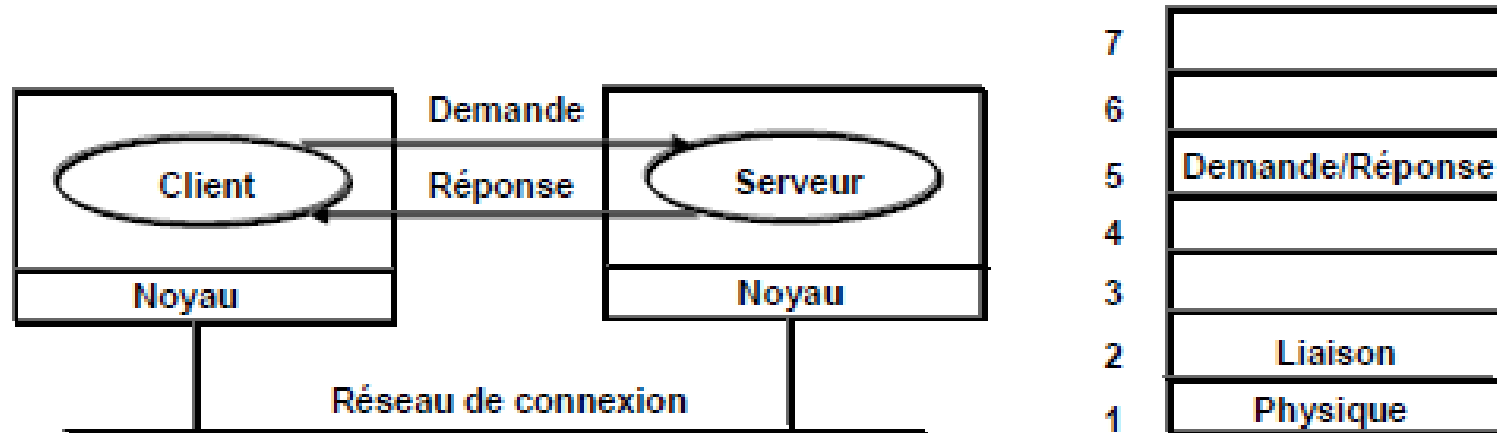 Demande
Client
Réponse
Serveur
Noyau
Noyau
Réseau de connexion
7
6
5 Demande/Réponse
4
3
2 Liaison
1 Physique